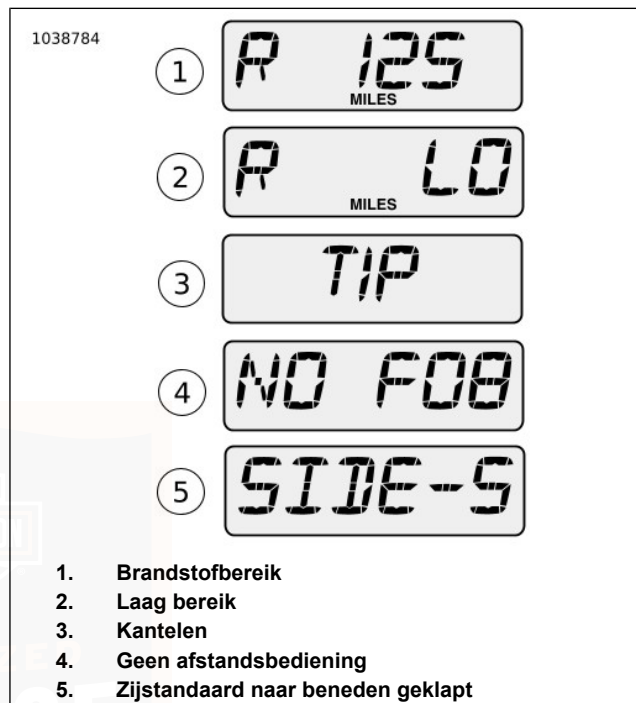 1038784
1 R 125
MILES
2 R LO
MILES
3 TIP
4 NO FOB
5 SIDE-S
1. Brandstofbereik
2. Laag bereik
3. Kantelen
4. Geen afstandsbediening
5. Zijstandaard naar beneden geklapt